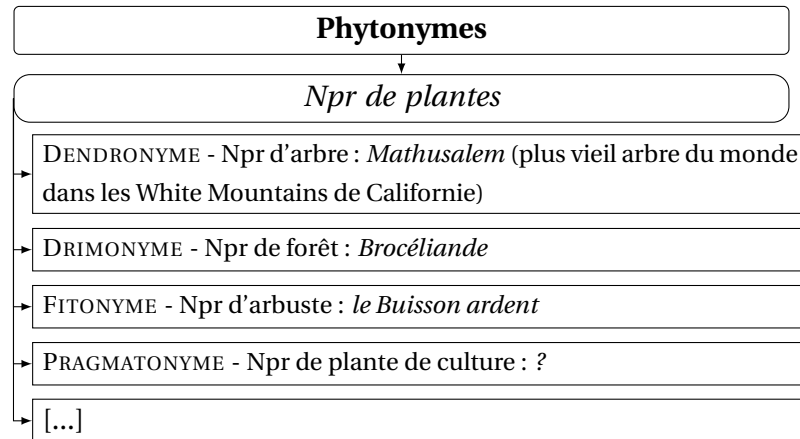 Phytonymes
Npr de plantes
DENDRONYME - Npr d'arbre : Mathusalem (plus vieil arbre du monde
dans les White Mountains de Californie)
DRIMONYME - Npr de forêt : Brocéliande
FITONYME - Npr d'arbuste : le Buisson ardent
PRAGMATONYME - Npr de plante de culture : ?
[...]